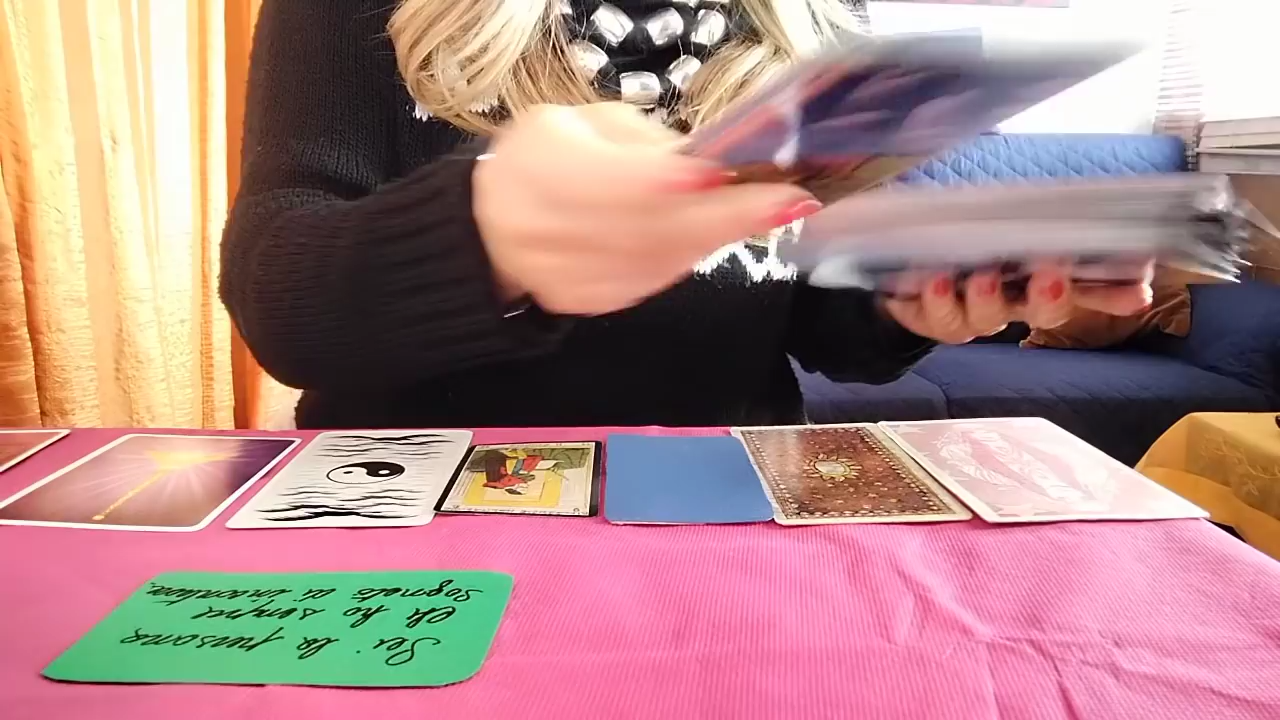 Sei la persona
che ho sempre
sognato di incontrare.